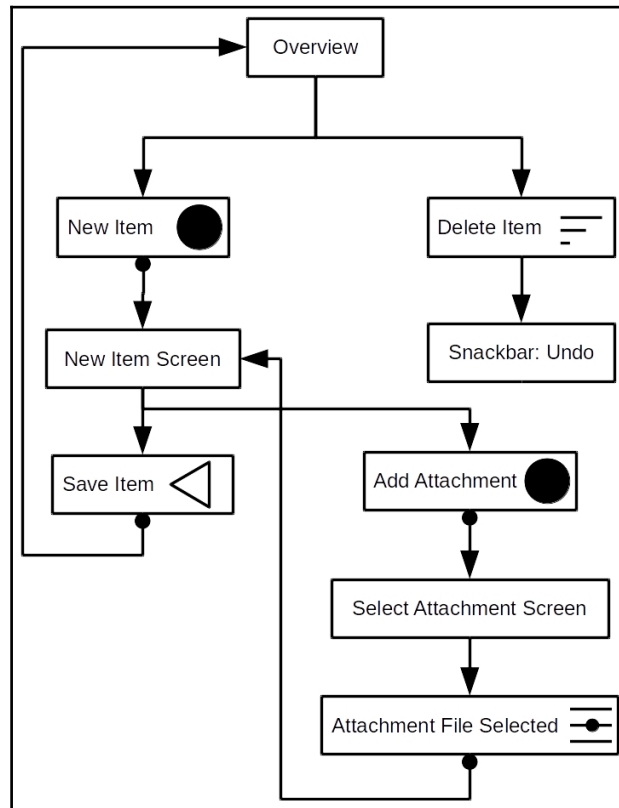 Overview
New Item
Delete Item
New Item Screen
Snackbar: Undo
Save Item
Add Attachment
Select Attachment Screen
Attachment File Selected